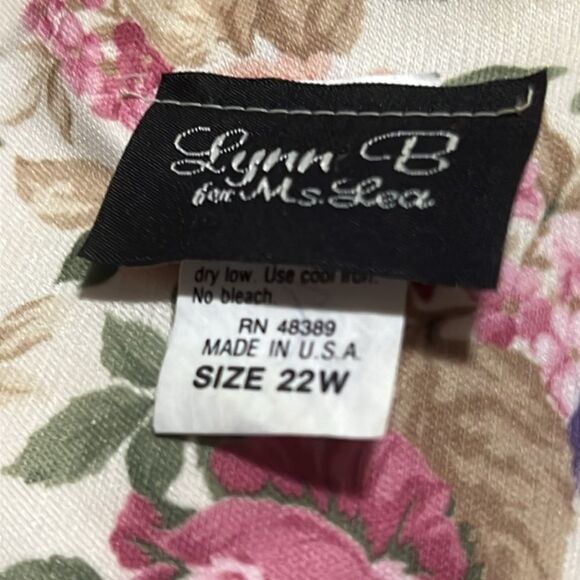 Lynn B
for Ms. Lea
dry low. Use cool iron.
No bleach.
RN 48389
MADE IN U.S.A.
SIZE 22W